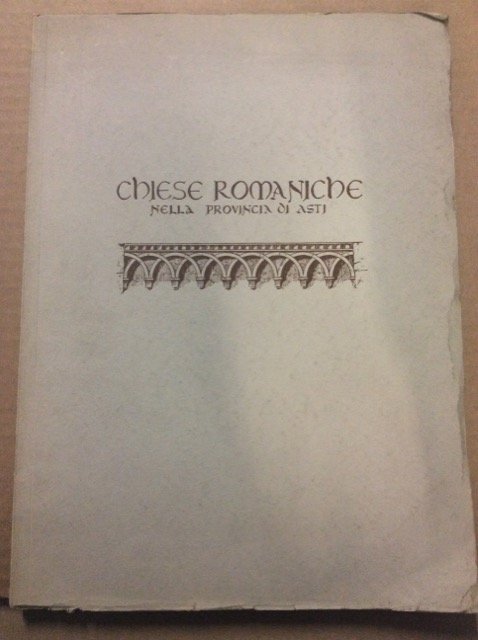 CHIESE ROMANICHE
NELLA PROVINCIA DI ASTI